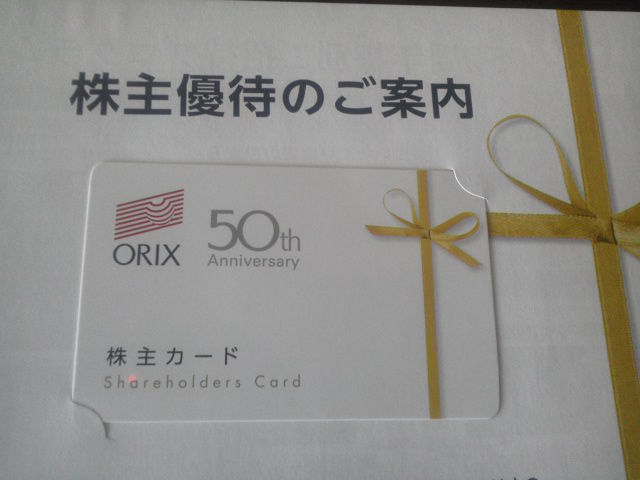 株主優待のご案内
ORIX
50th
Anniversary
株主カード
Shareholders Card